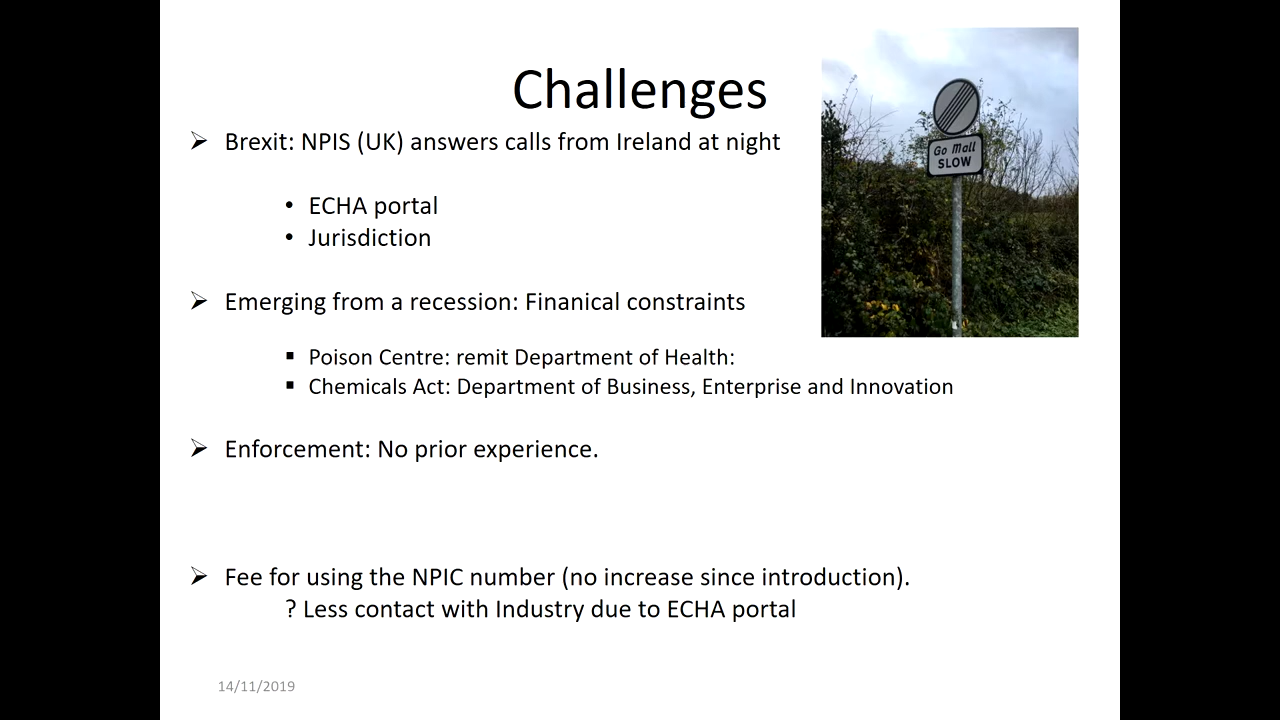 Challenges
Brexit: NPIS (UK) answers calls from Ireland at night
Go Mall
SLOW
ECHA portal
Jurisdiction
Emerging from a recession: Finanical constraints
Poison Centre: remit Department of Health:
Chemicals Act: Department of Business, Enterprise and Innovation
Enforcement: No prior experience.
Fee for using the NPIC number (no increase since introduction).
? Less contact with Industry due to ECHA portal
14/11/2019